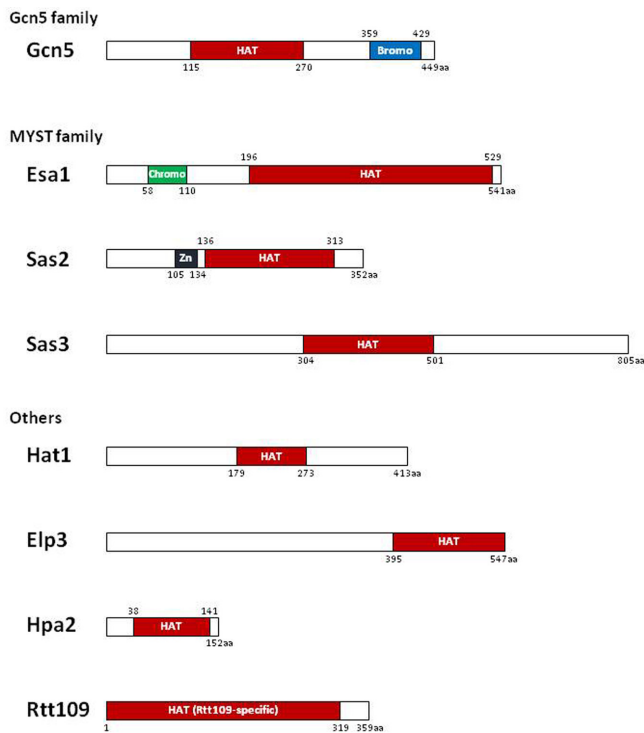 Gcn5 family
359 429
Gcn5 HAT Bromo
115 270 449aa
MYST family
196 529
Esa1 Chromo HAT
58 110 541aa
136 313
Sas2 Zn HAT
105 134 352aa
Sas3 HAT
304 501 805aa
Others
Hat1 HAT
179 273 413aa
Elp3 HAT
395 547aa
38 141
Hpa2 HAT
152aa
Rtt109 HAT (Rtt109-specific)
1 319 359aa